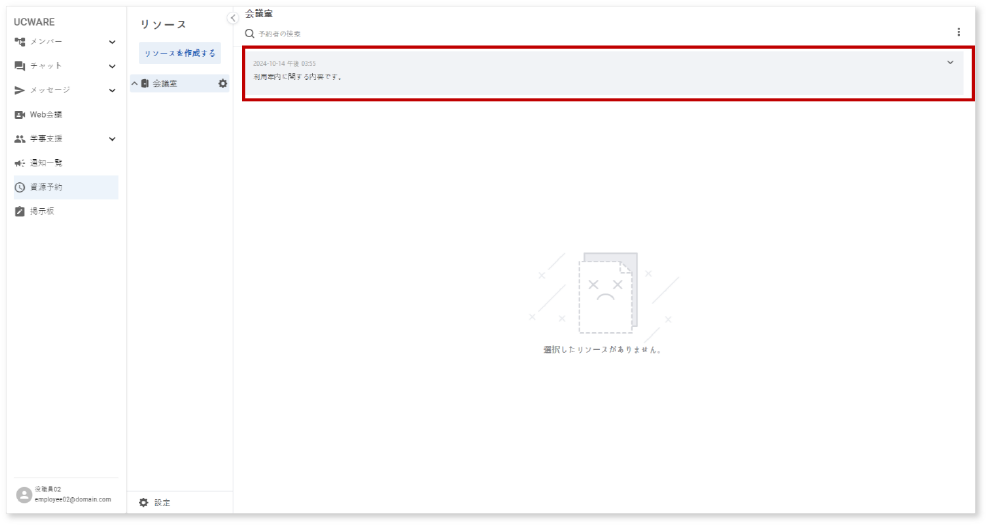 UCWARE
メンバー
チャット
メッセージ
Web会議
学事支援
通知一覧
資源予約
掲示板
役職員02
employee02@domain.com
リソース
リソースを作成する
会議室
設定
会議室
予約者の検索
2024-10-14 午後 03:53
利用案内に関する内容です。
選択したリソースがありません。